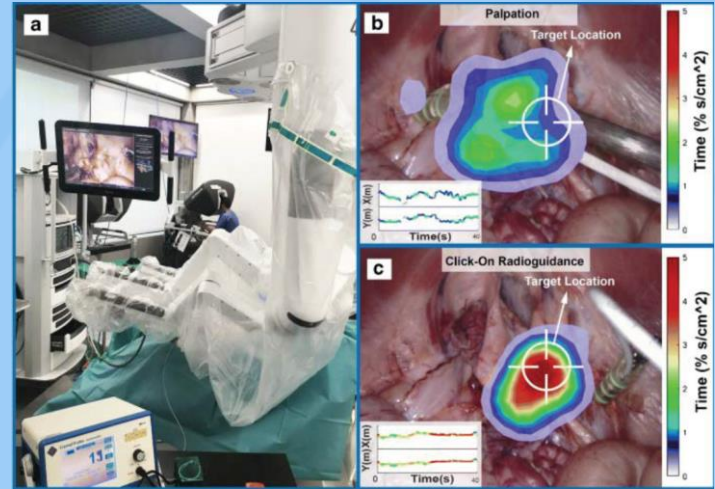 a
b
Palpation
Target Location
X(m)
Y(m)
0
Time(s)
40
5
4
3
2
1
0
Time (% s/cm^2)
c
Click-On Radioguidance
Target Location
X(m)
Y(m)
0
Time(s)
40
5
4
3
2
1
0
Time (% s/cm^2)